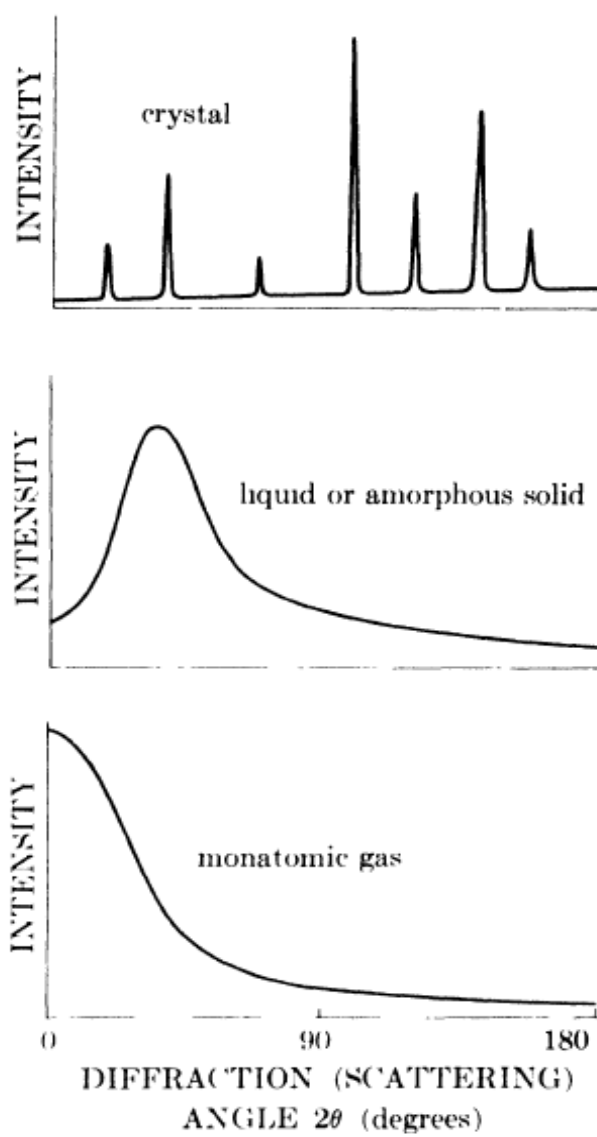 INTENSITY
crystal
INTENSITY
liquid or amorphous solid
INTENSITY
monatomic gas
0 90 180
DIFFRACTION (SCATTERING)
ANGLE 2θ (degrees)